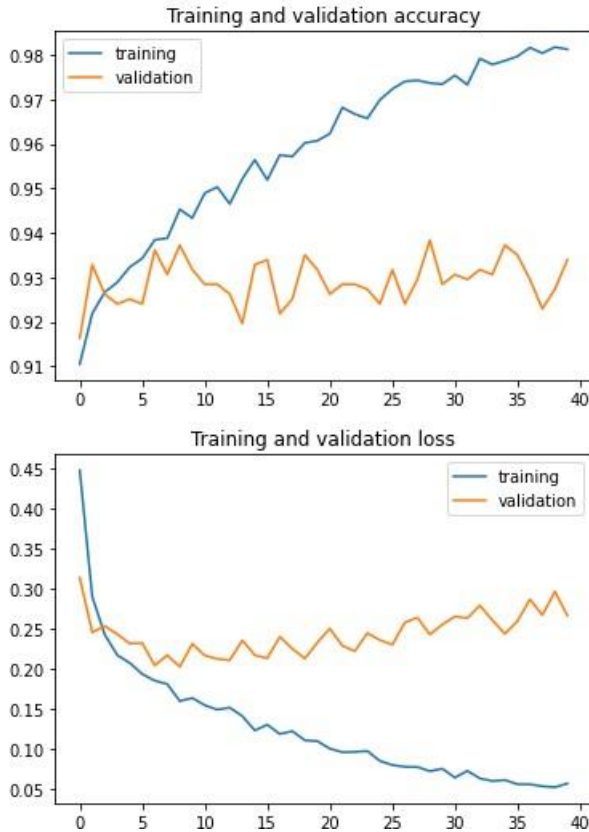 Training and validation accuracy
training
validation
0.98
0.97
0.96
0.95
0.94
0.93
0.92
0.91
0 5 10 15 20 25 30 35 40
Training and validation loss
training
validation
0.45
0.40
0.35
0.30
0.25
0.20
0.15
0.10
0.05
0 5 10 15 20 25 30 35 40